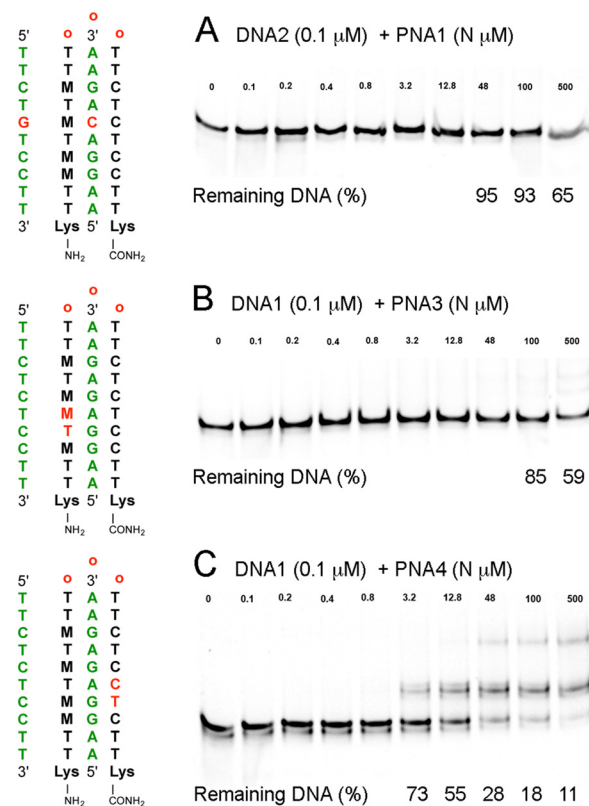 A DNA2 (0.1 μM) + PNA1 (N μM)
o
5' o 3' o
T T A T
T T A T
C M G C
T T A T
G M C C
T T A T
C M G C
C M G C
T T A T
T T A T
3' Lys 5' Lys
NH2 CONH2
0 0.1 0.2 0.4 0.8 3.2 12.8 48 100 500
Remaining DNA (%) 95 93 65
B DNA1 (0.1 μM) + PNA3 (N μM)
o
5' o 3' o
T T A T
T T A T
C M G C
T T A T
C M G C
T M A T
C T G C
C M G C
T T A T
T T A T
3' Lys 5' Lys
NH2 CONH2
0 0.1 0.2 0.4 0.8 3.2 12.8 48 100 500
Remaining DNA (%) 85 59
C DNA1 (0.1 μM) + PNA4 (N μM)
o
5' o 3' o
T T A T
T T A T
C M G C
T T A T
C M G C
T T A C
C M G T
C M G C
T T A T
T T A T
3' Lys 5' Lys
NH2 CONH2
0 0.1 0.2 0.4 0.8 3.2 12.8 48 100 500
Remaining DNA (%) 73 55 28 18 11